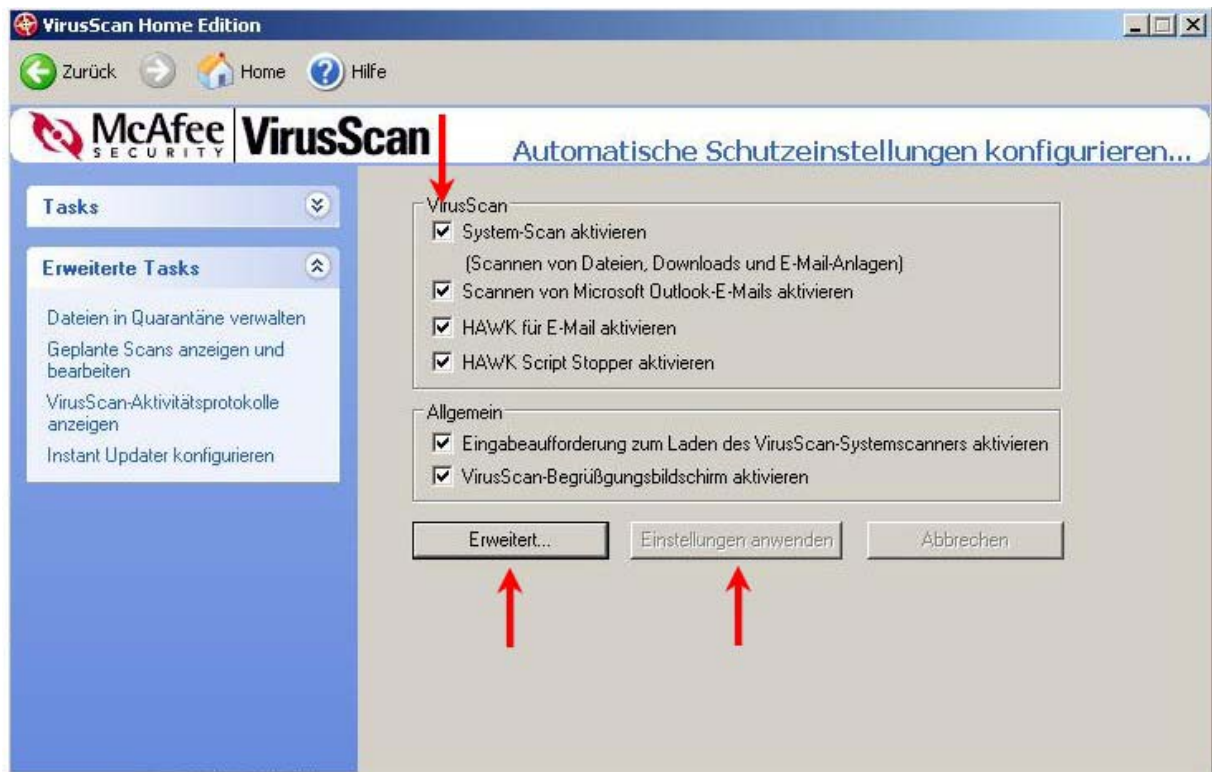 VirusScan Home Edition
Zurück Home Hilfe
McAfee SECURITY VirusScan
Automatische Schutzeinstellungen konfigurieren...
Tasks
Erweiterte Tasks
Dateien in Quarantäne verwalten
Geplante Scans anzeigen und
bearbeiten
VirusScan-Aktivitätsprotokolle
anzeigen
Instant Updater konfigurieren
VirusScan
System-Scan aktivieren
(Scannen von Dateien, Downloads und E-Mail-Anlagen)
Scannen von Microsoft Outlook-E-Mails aktivieren
HAWK für E-Mail aktivieren
HAWK Script Stopper aktivieren
Allgemein
Eingabeaufforderung zum Laden des VirusScan-Systemscanners aktivieren
VirusScan-Begrüßgungsbildschirm aktivieren
Erweitert... Einstellungen anwenden Abbrechen